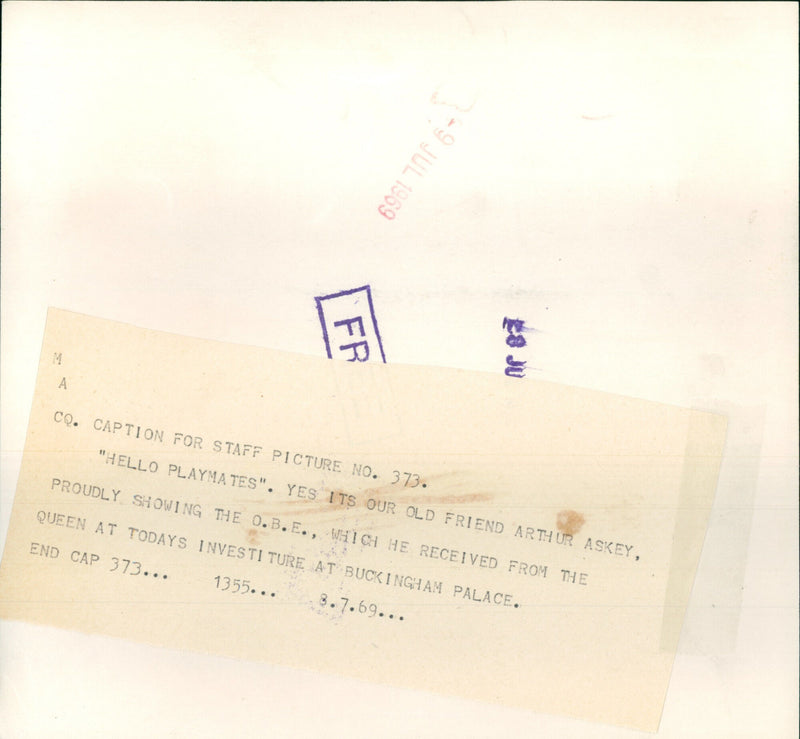 -9 JUL 1969
FR
M
A
CQ. CAPTION FOR STAFF PICTURE NO. 373.
"HELLO PLAYMATES". YES ITS OUR OLD FRIEND ARTHUR ASKEY,
PROUDLY SHOWING THE O.B.E., WHICH HE RECEIVED FROM THE
QUEEN AT TODAYS INVESTITURE AT BUCKINGHAM PALACE.
END CAP 373... 1355... 8.7.69...